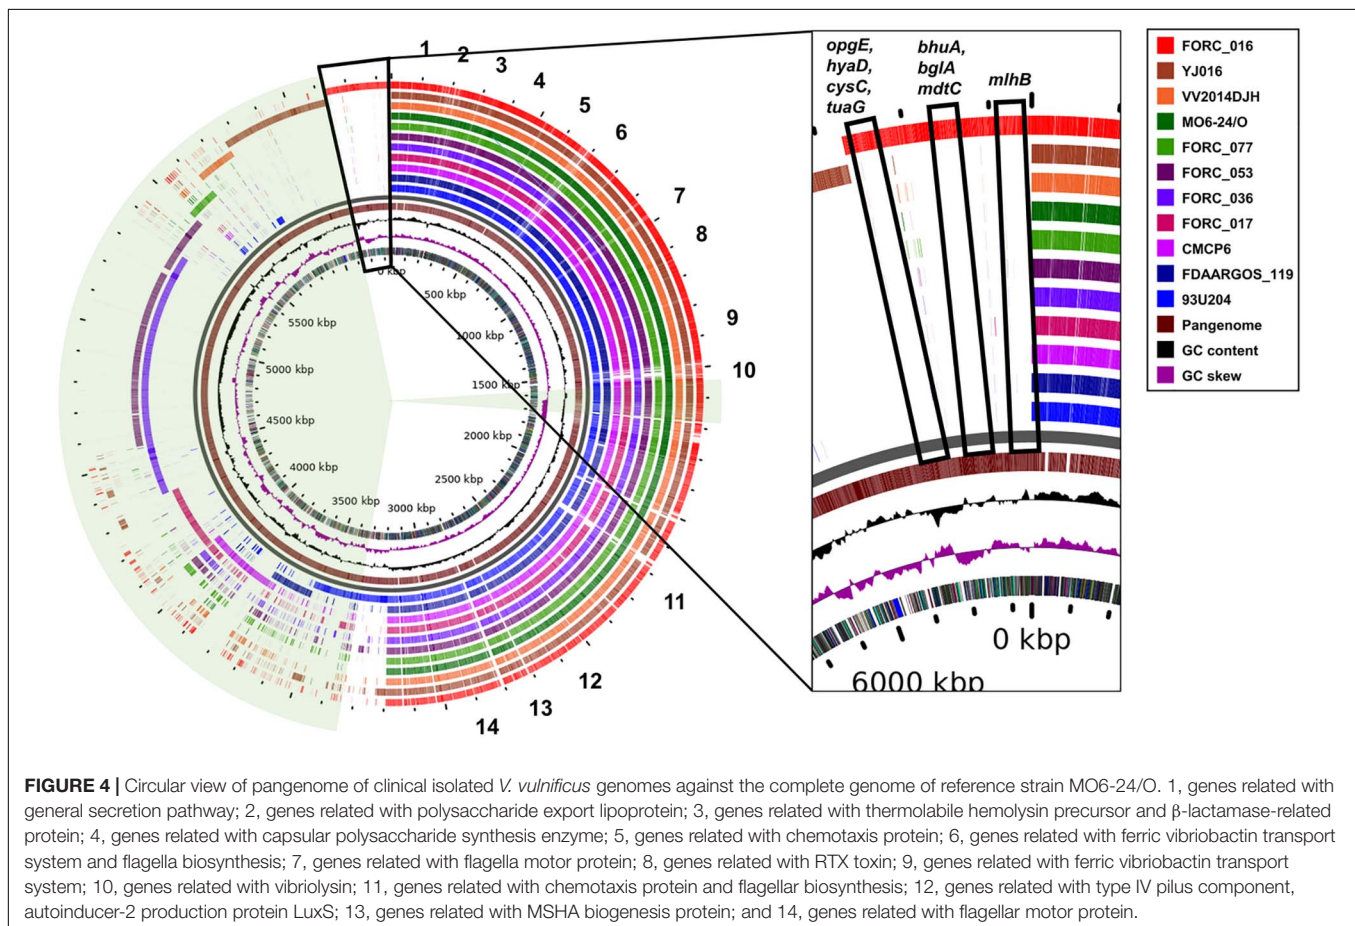 1
2
3
4
5
6
7
8
9
10
11
12
13
14
0 kbp
500 kbp
1000 kbp
1500 kbp
2000 kbp
2500 kbp
3000 kbp
3500 kbp
4000 kbp
4500 kbp
5000 kbp
5500 kbp
opgE,
hyaD,
cysC,
tuaG
bhuA,
bglA
mdtC
mlhB
0 kbp
6000 kbp
FORC_016
YJ016
VV2014DJH
MO6-24/O
FORC_077
FORC_053
FORC_036
FORC_017
CMCP6
FDAARGOS_119
93U204
Pangenome
GC content
GC skew
FIGURE 4 | Circular view of pangenome of clinical isolated V. vulnificus genomes against the complete genome of reference strain MO6-24/O. 1, genes related with
general secretion pathway; 2, genes related with polysaccharide export lipoprotein; 3, genes related with thermolabile hemolysin precursor and β-lactamase-related
protein; 4, genes related with capsular polysaccharide synthesis enzyme; 5, genes related with chemotaxis protein; 6, genes related with ferric vibriobactin transport
system and flagella biosynthesis; 7, genes related with flagella motor protein; 8, genes related with RTX toxin; 9, genes related with ferric vibriobactin transport
system; 10, genes related with vibriolysin; 11, genes related with chemotaxis protein and flagellar biosynthesis; 12, genes related with type IV pilus component,
autoinducer-2 production protein LuxS; 13, genes related with MSHA biogenesis protein; and 14, genes related with flagellar motor protein.